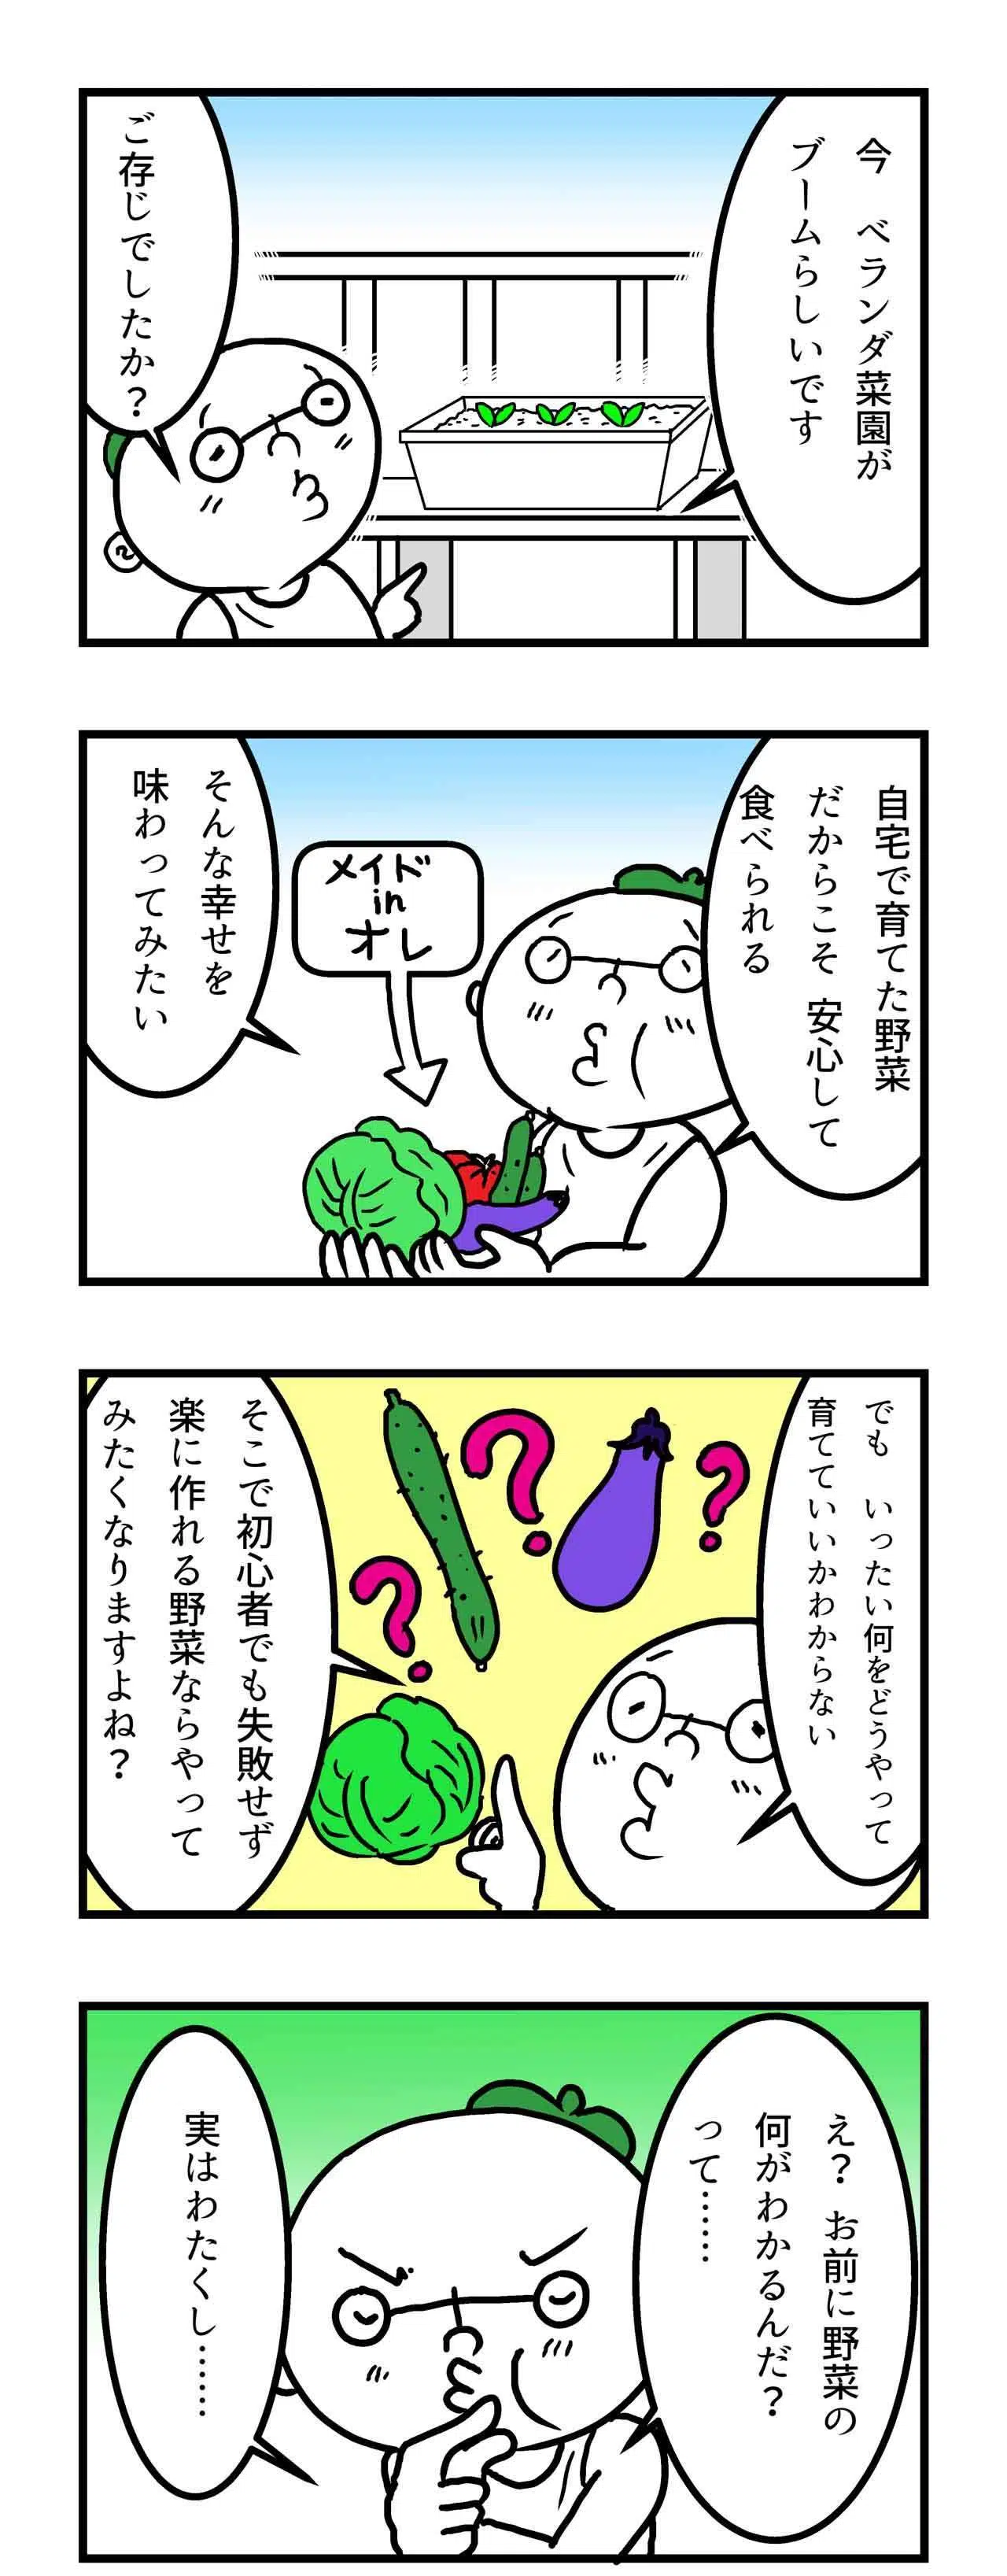 今 ベランダ菜園が
ブームらしいです
ご存じでしたか？
自宅で育てた野菜
だからこそ 安心して
食べられる
メイド
in
オレ
そんな幸せを
味わってみたい
でも いったい何をどうやって
育てていいかわからない
そこで初心者でも失敗せず
楽に作れる野菜ならやって
みたくなりますよね？
え？ お前に野菜の
何がわかるんだ？
って……
実はわたくし……